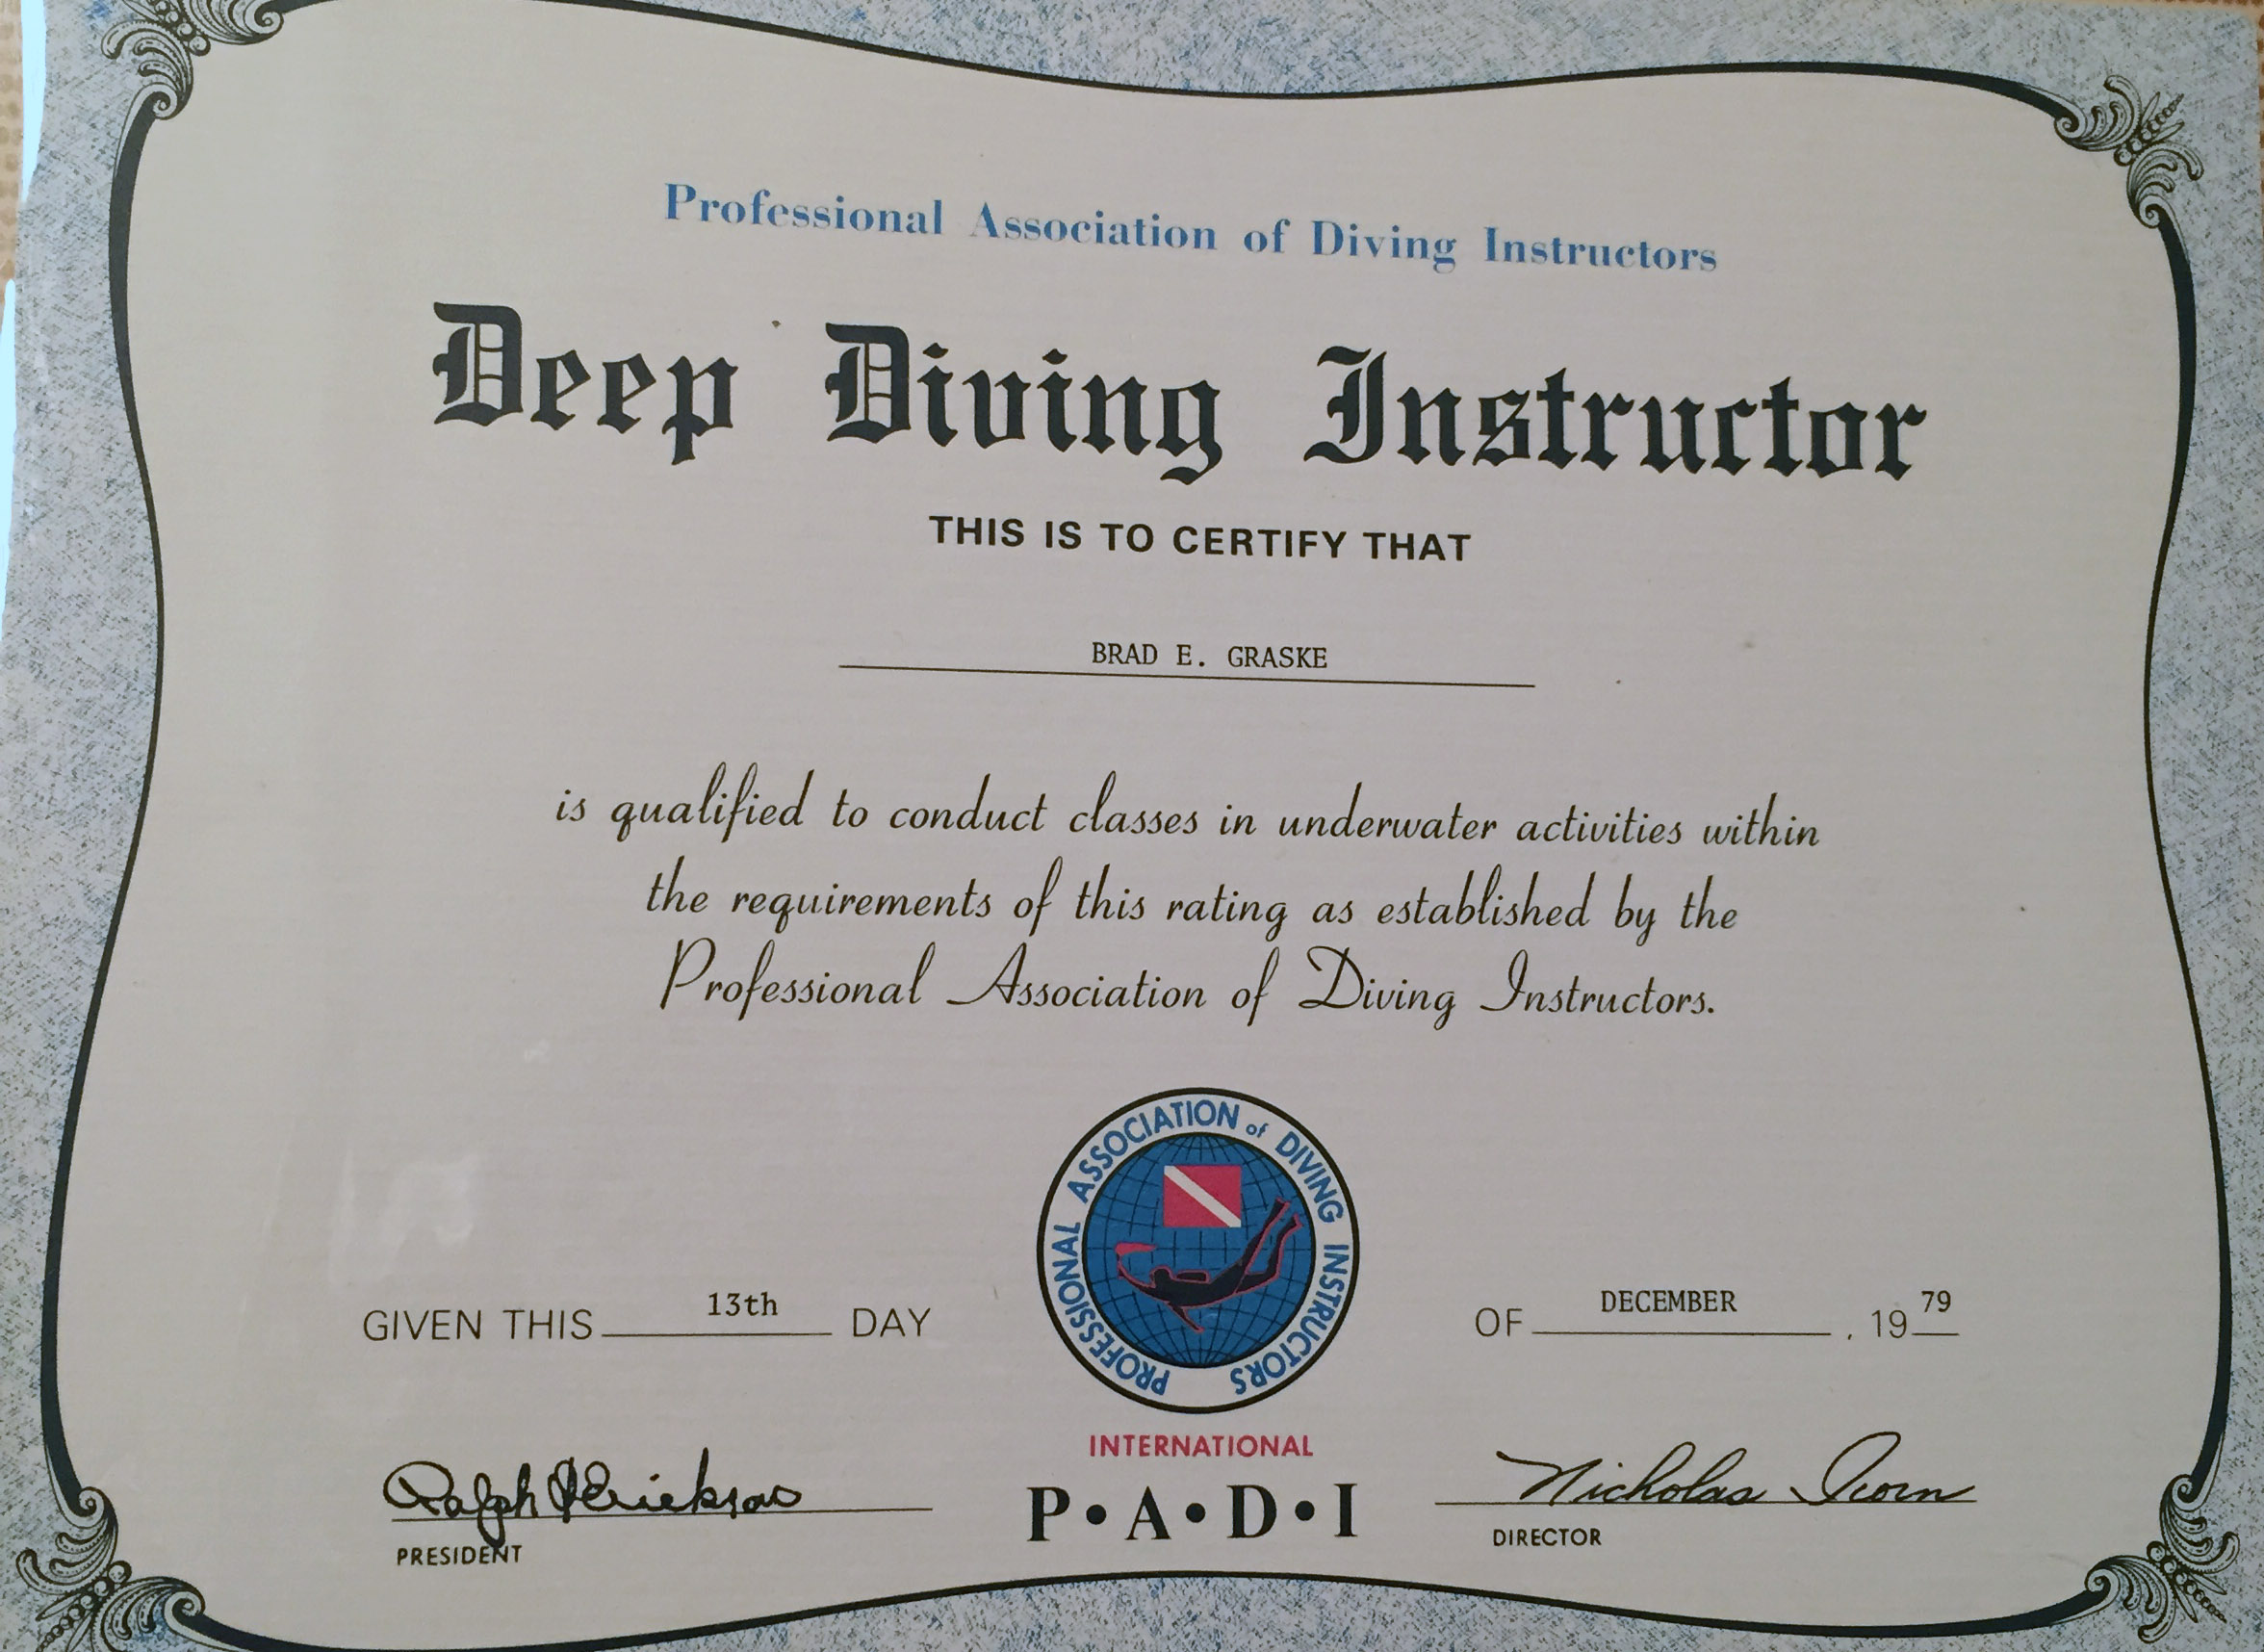 Professional Association of Diving Instructors
Deep Diving Instructor
THIS IS TO CERTIFY THAT
BRAD E. GRASKE
is qualified to conduct classes in underwater activities within
the requirements of this rating as established by the
Professional Association of Diving Instructors.
PROFESSIONAL ASSOCIATION of DIVING INSTRUCTORS
GIVEN THIS 13th DAY OF DECEMBER, 1979
INTERNATIONAL
P•A•D•I
Ralph Erickson
PRESIDENT
Nicholas Icorn
DIRECTOR